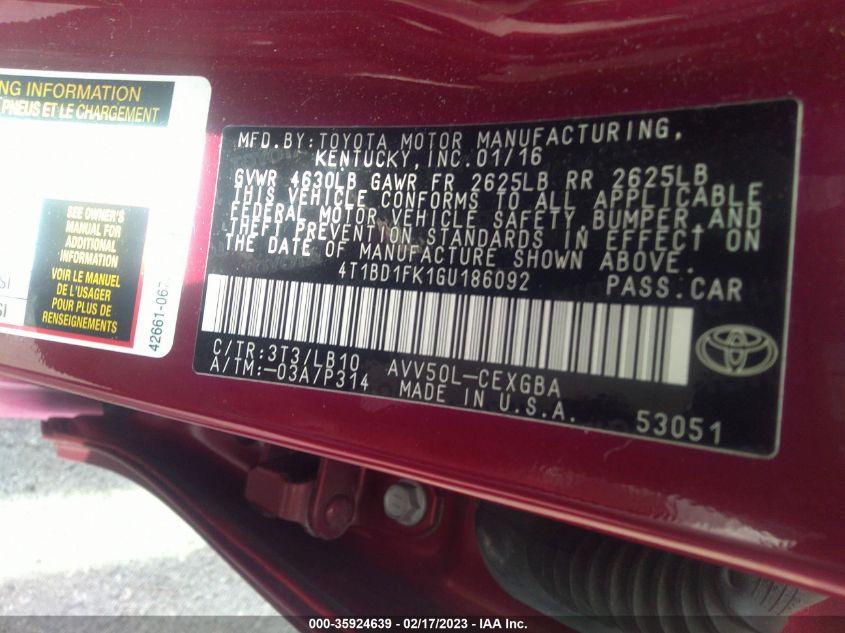 NG INFORMATION
PNEUS ET LE CHARGEMENT
SEE OWNER'S
MANUAL FOR
ADDITIONAL
INFORMATION
VOIR LE MANUEL
DE L'USAGER
POUR PLUS DE
RENSEIGNEMENTS
42661-067
MFD.BY:TOYOTA MOTOR MANUFACTURING,
KENTUCKY,INC.01/16
GVWR 4630LB GAWR FR 2625LB RR 2625LB
THIS VEHICLE CONFORMS TO ALL APPLICABLE
FEDERAL MOTOR VEHICLE SAFETY,BUMPER,AND
THEFT PREVENTION STANDARDS IN EFFECT ON
THE DATE OF MANUFACTURE SHOWN ABOVE.
4T1BD1FK1GU186092 PASS.CAR
C/TR:3T3/LB10 AVV50L-CEXGBA
A/TM:-03A/P314 MADE IN U.S.A.
53051
000-35924639 / 02/17/2023 - IAA Inc.